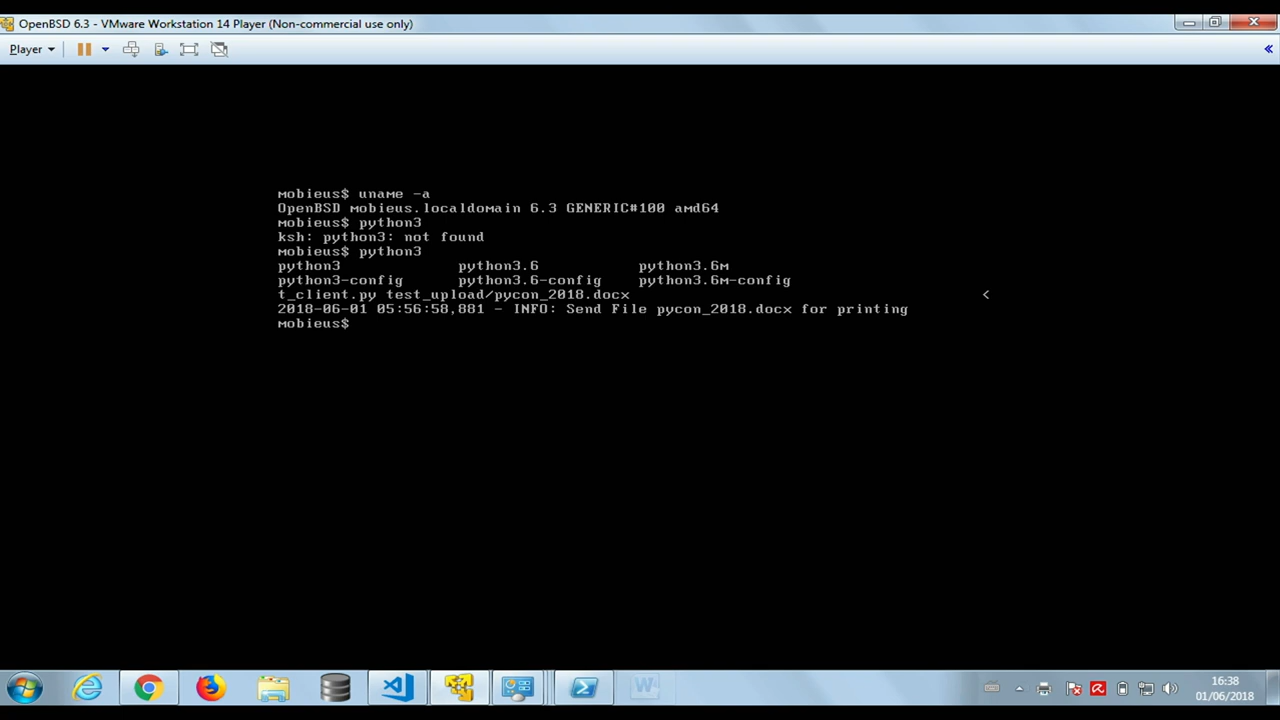 OpenBSD 6.3 - VMware Workstation 14 Player (Non-commercial use only)
Player
mobieus$ uname -a
OpenBSD mobieus.localdomain 6.3 GENERIC#100 amd64
mobieus$ python3
ksh: python3: not found
mobieus$ python3
python3 python3.6 python3.6m
python3-config python3.6-config python3.6m-config
t_client.py test_upload/pycon_2018.docx <
2018-06-01 05:56:58,881 - INFO: Send File pycon_2018.docx for printing
mobieus$
16:38
01/06/2018